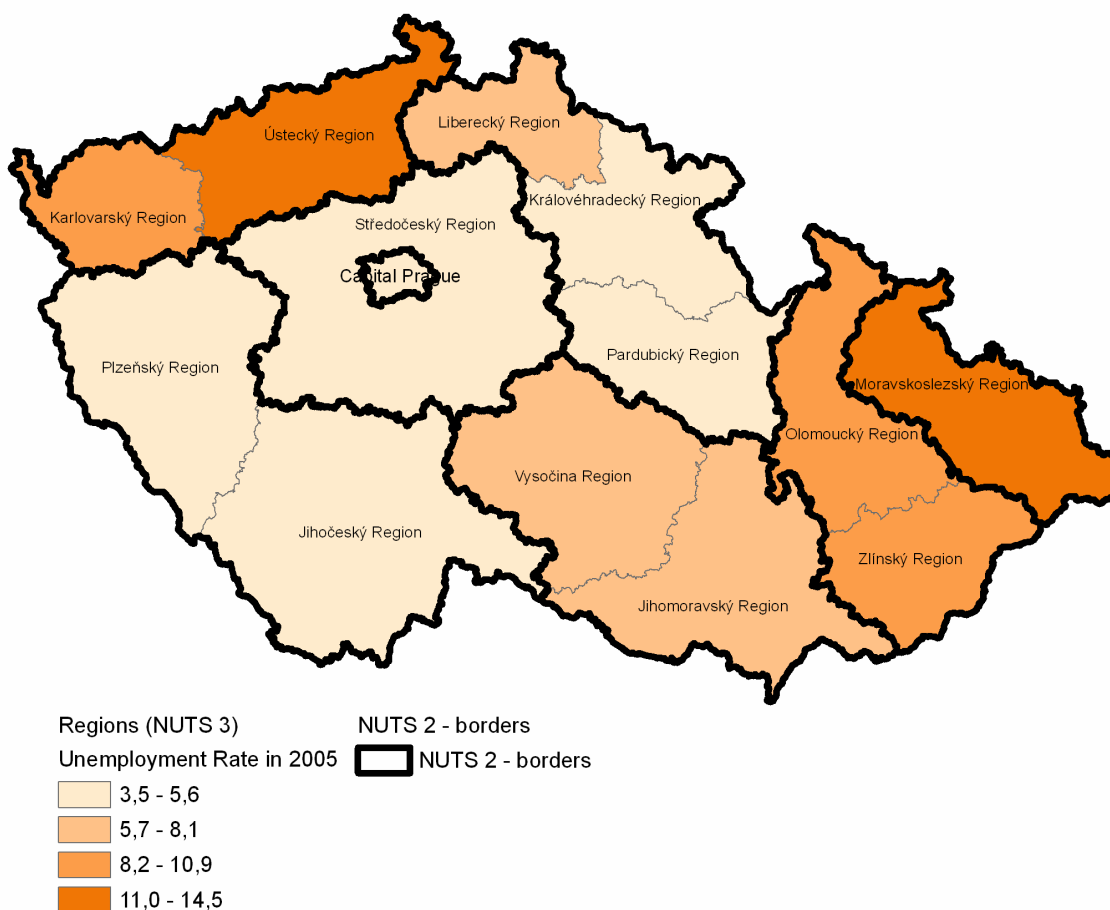 Ústecký Region
Liberecký Region
Karlovarský Region
Královéhradecký Region
Středočeský Region
Capital Prague
Plzeňský Region
Pardubický Region
Moravskoslezský Region
Olomoucký Region
Vysočina Region
Jihočeský Region
Zlínský Region
Jihomoravský Region
Regions (NUTS 3)
NUTS 2 - borders
Unemployment Rate in 2005
NUTS 2 - borders
3,5 - 5,6
5,7 - 8,1
8,2 - 10,9
11,0 - 14,5